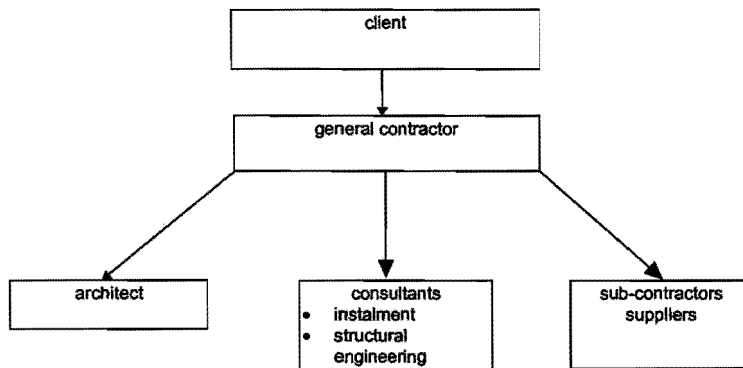 client
general contractor
architect
consultants
• instalment
• structural
engineering
sub-contractors
suppliers